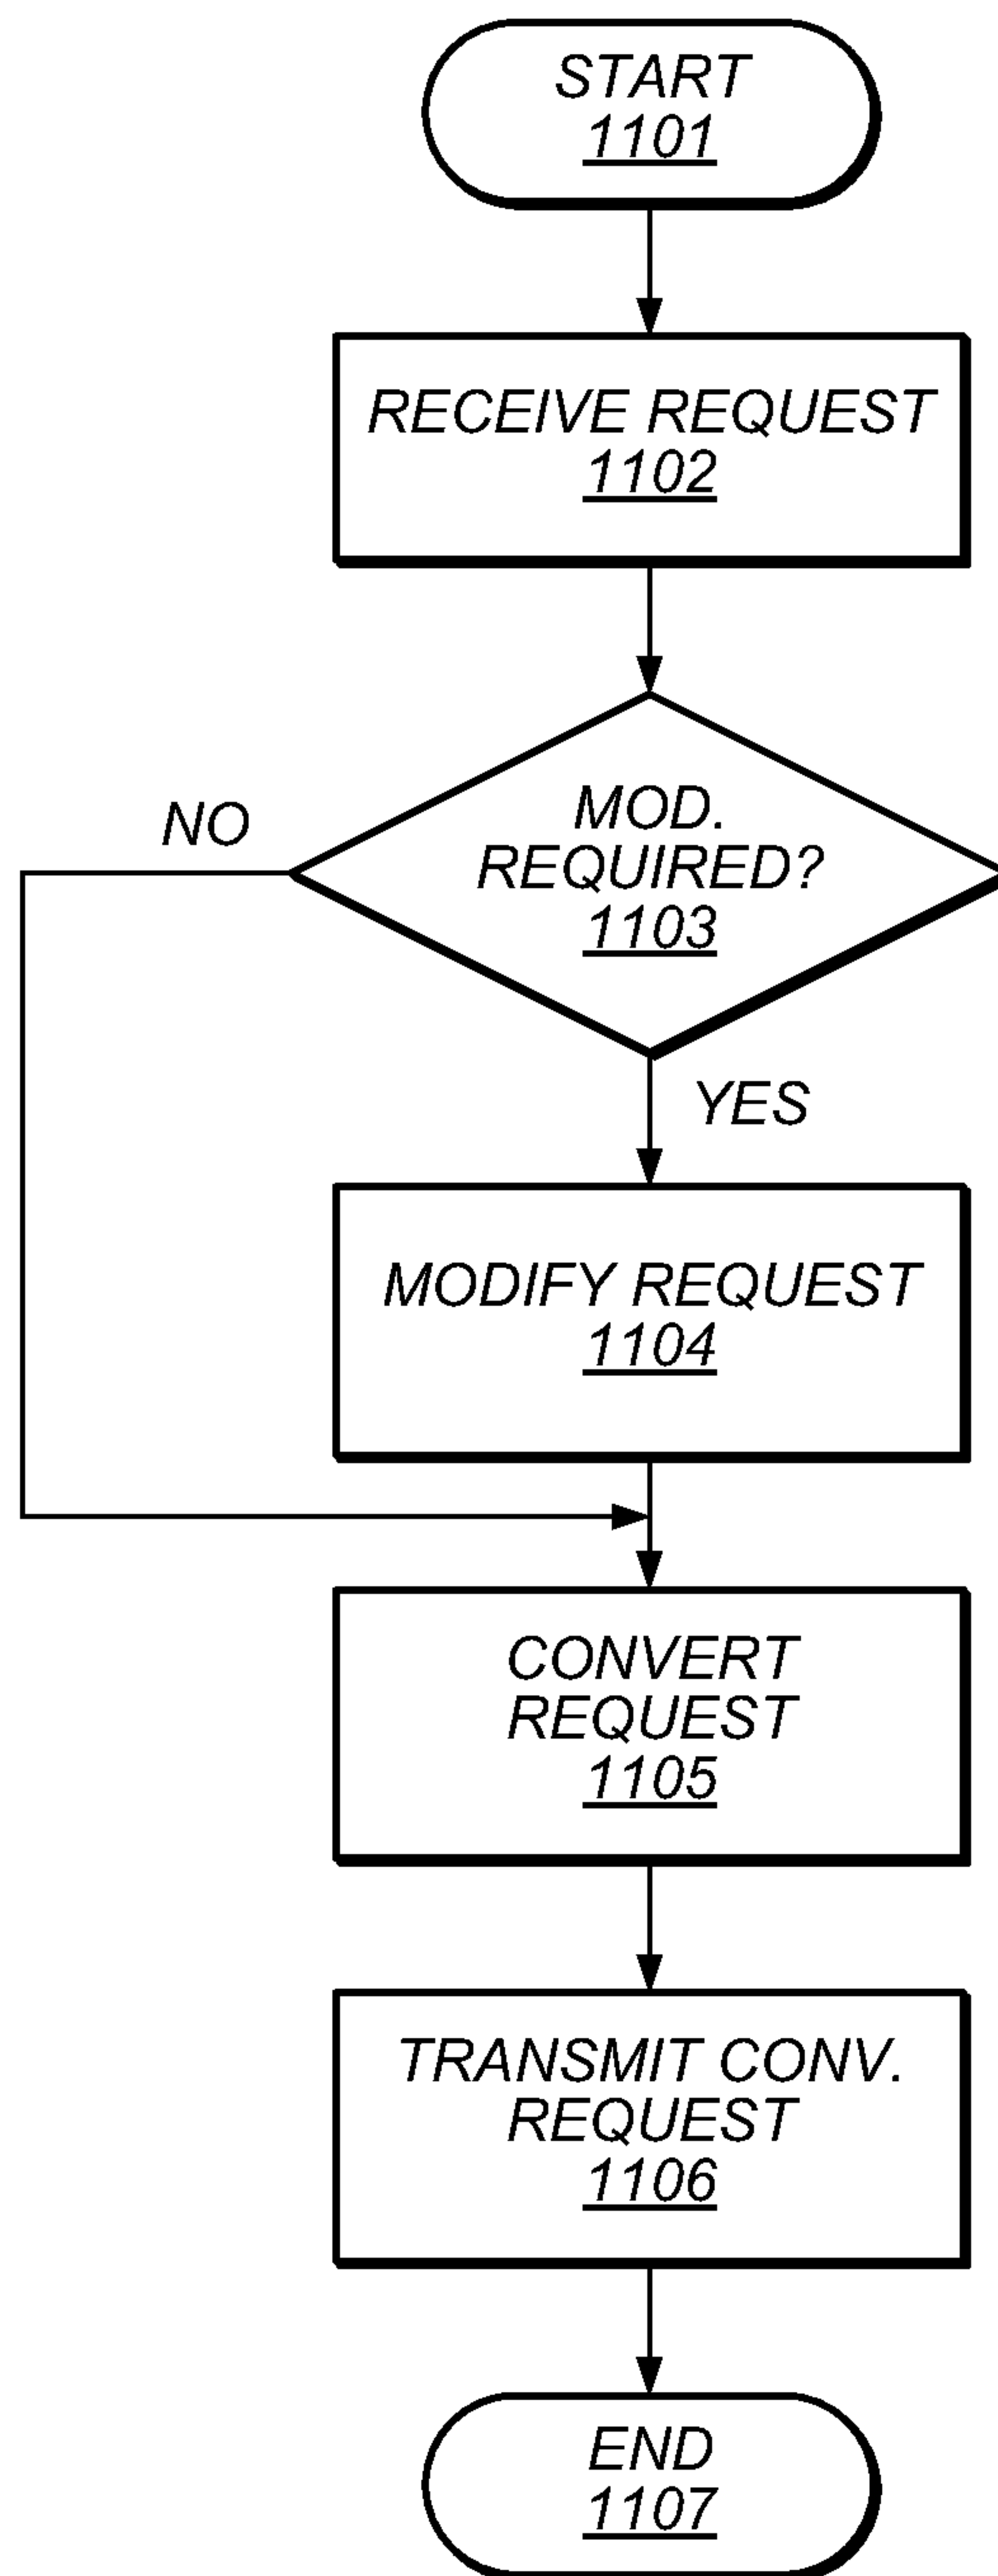 START
1101
RECEIVE REQUEST
1102
NO
MOD.
REQUIRED?
1103
YES
MODIFY REQUEST
1104
CONVERT
REQUEST
1105
TRANSMIT CONV.
REQUEST
1106
END
1107